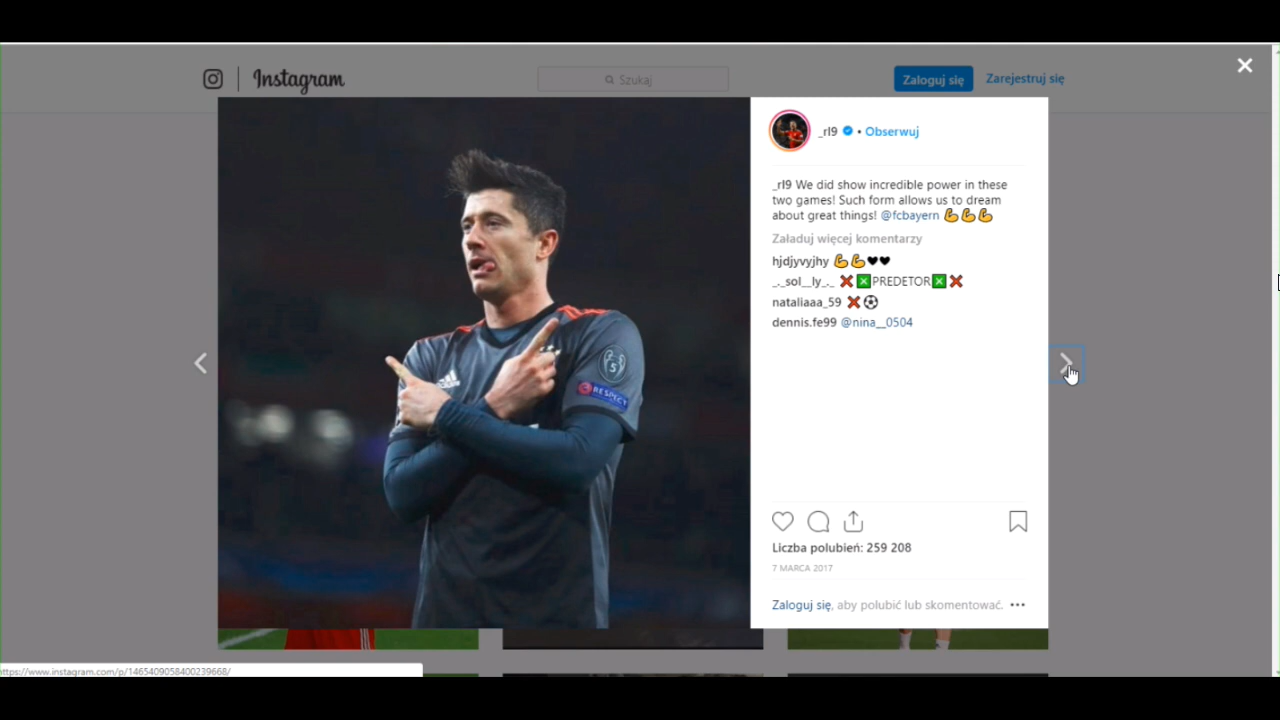 Instagram
Szukaj
Zaloguj się
Zarejestruj się
_rl9 • Obserwuj
_rl9 We did show incredible power in these
two games! Such form allows us to dream
about great things! @fcbayern 💪💪💪
Załaduj więcej komentarzy
hjdjyvyjhy 💪💪♥♥
_._sol__ly_._ ❌❎PREDETOR❎❌
nataliaaa_59 ❌⚽
dennis.fe99 @nina__0504
5
RESPECT
Liczba polubień: 259 208
7 MARCA 2017
Zaloguj się, aby polubić lub skomentować. •••
https://www.instagram.com/p/1465409058400239668/